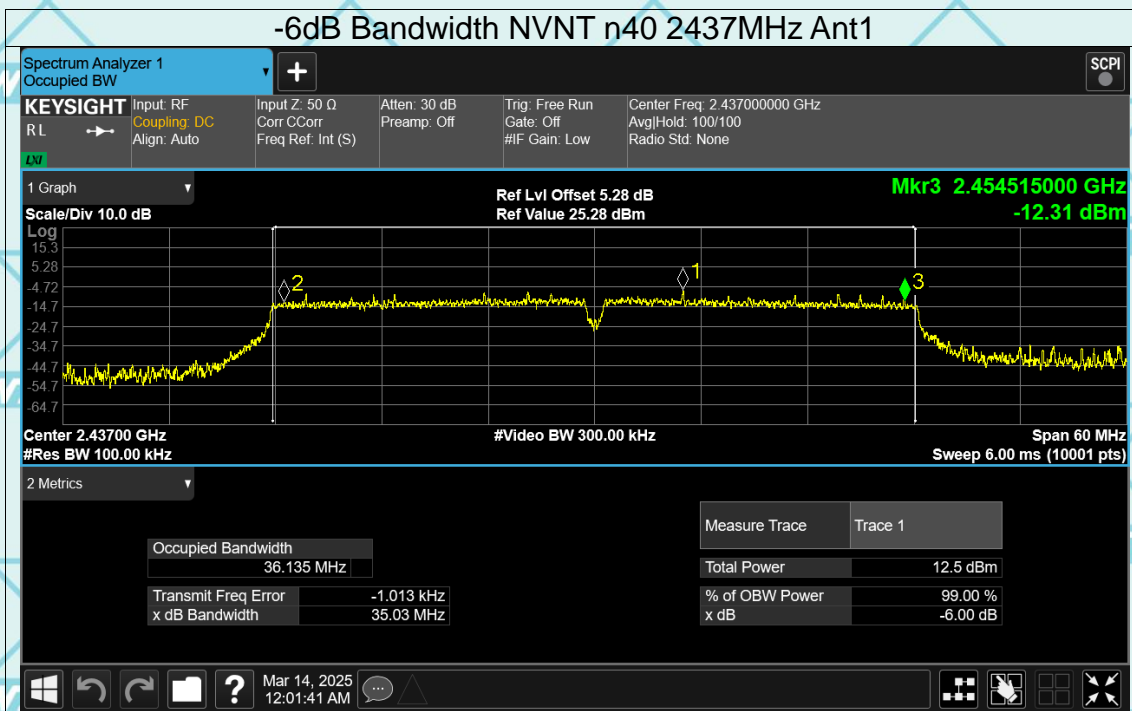 -6dB Bandwidth NVNT n40 2437MHz Ant1
Spectrum Analyzer 1
Occupied BW
+
SCPI
KEYSIGHT
R L
LXI
Input: RF
Coupling: DC
Align: Auto
Input Z: 50 Ω
Corr CCorr
Freq Ref: Int (S)
Atten: 30 dB
Preamp: Off
Trig: Free Run
Gate: Off
#IF Gain: Low
Center Freq: 2.437000000 GHz
Avg|Hold: 100/100
Radio Std: None
1 Graph
Scale/Div 10.0 dB
Ref Lvl Offset 5.28 dB
Ref Value 25.28 dBm
Mkr3 2.454515000 GHz
-12.31 dBm
Log
15.3
5.28
-4.72
-14.7
-24.7
-34.7
-44.7
-54.7
-64.7
2
1
3
Center 2.43700 GHz
#Res BW 100.00 kHz
#Video BW 300.00 kHz
Span 60 MHz
Sweep 6.00 ms (10001 pts)
2 Metrics
Occupied Bandwidth
36.135 MHz
Transmit Freq Error -1.013 kHz
x dB Bandwidth 35.03 MHz
Measure Trace Trace 1
Total Power 12.5 dBm
% of OBW Power 99.00 %
x dB -6.00 dB
?
Mar 14, 2025
12:01:41 AM